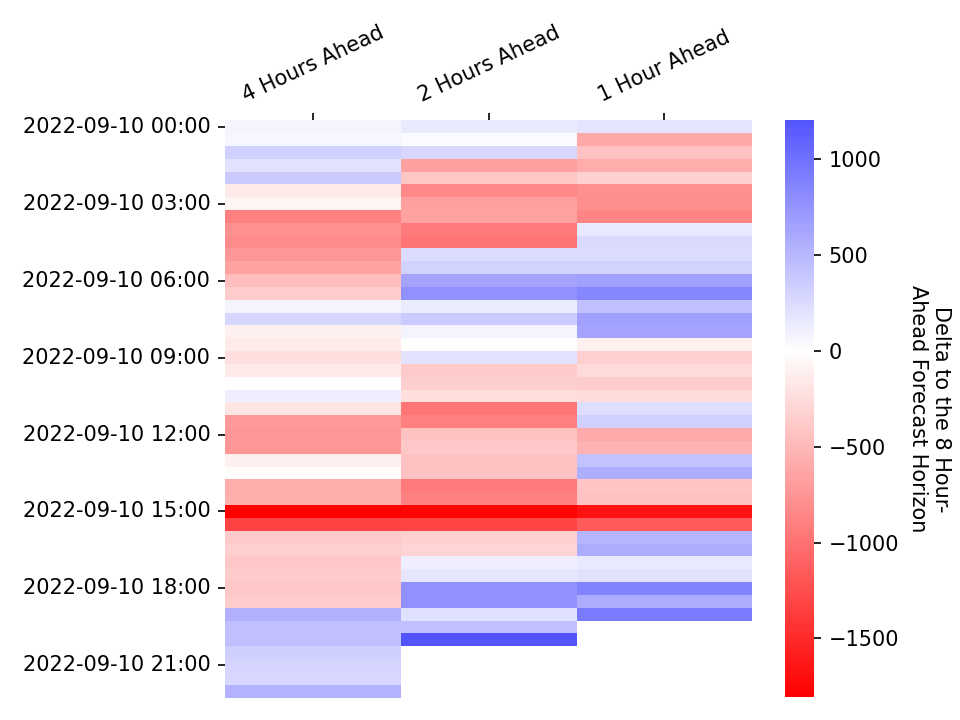 4 Hours Ahead
2 Hours Ahead
1 Hour Ahead
2022-09-10 00:00
2022-09-10 03:00
2022-09-10 06:00
2022-09-10 09:00
2022-09-10 12:00
2022-09-10 15:00
2022-09-10 18:00
2022-09-10 21:00
1000
500
0
−500
−1000
−1500
Delta to the 8 Hour-
Ahead Forecast Horizon